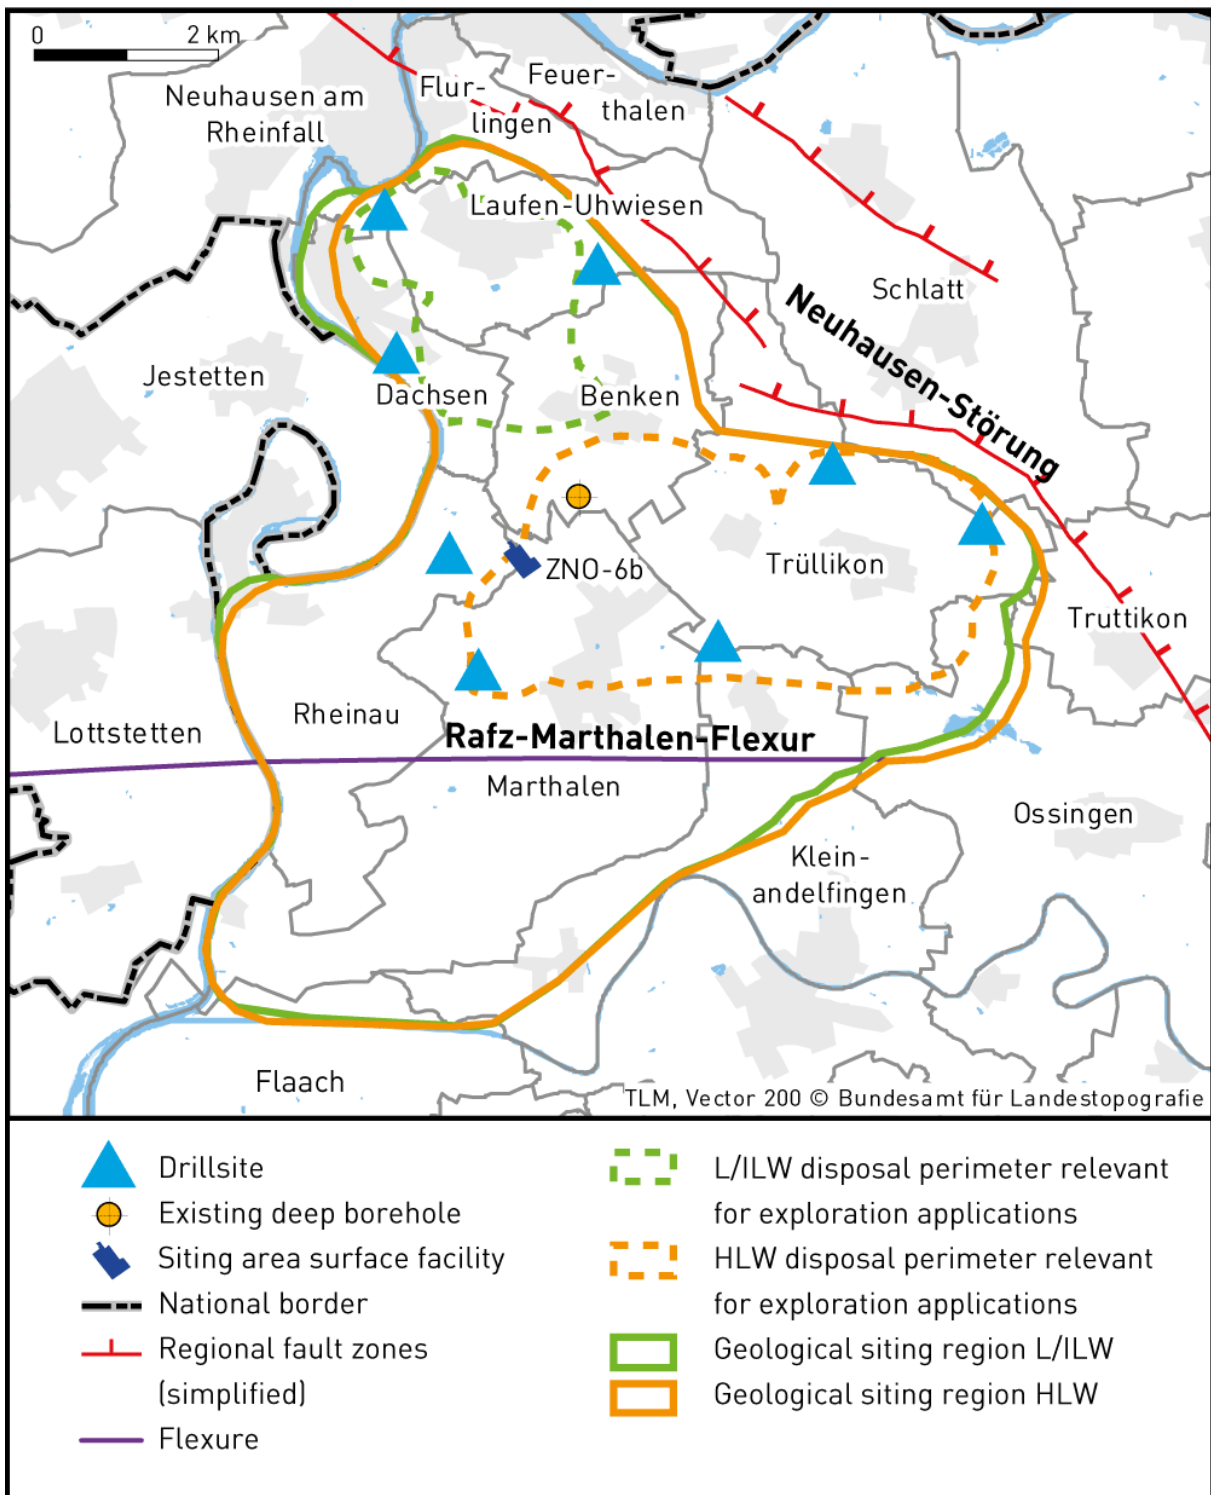 0
2 km
Neuhausen am
Rheinfall
Flur-
lingen
Feuer-
thalen
Laufen-Uhwiesen
Schlatt
Neuhausen-Störung
Jestetten
Dachsen
Benken
ZNO-6b
Trüllikon
Truttikon
Rheinau
Lottstetten
Rafz-Marthalen-Flexur
Marthalen
Ossingen
Klein-
andelfingen
Flaach
TLM, Vector 200 © Bundesamt für Landestopografie
Drillsite
Existing deep borehole
Siting area surface facility
National border
Regional fault zones
(simplified)
Flexure
L/ILW disposal perimeter relevant
for exploration applications
HLW disposal perimeter relevant
for exploration applications
Geological siting region L/ILW
Geological siting region HLW